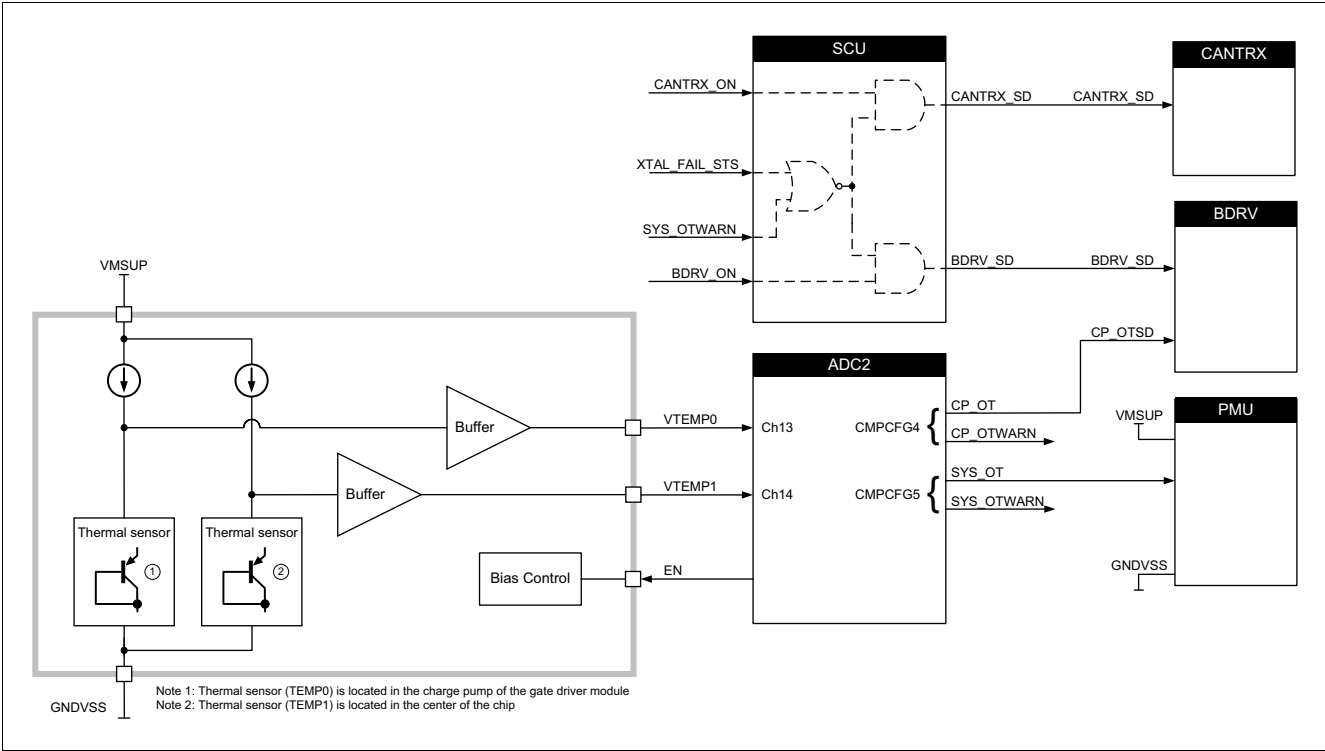 SCU
CANTRX
CANTRX_ON
CANTRX_SD
CANTRX_SD
XTAL_FAIL_STS
SYS_OTWARN
BDRV_ON
BDRV_SD
BDRV_SD
BDRV
CP_OTSD
VMSUP
ADC2
Buffer
VTEMP0
Ch13
CMPCFG4
{
CP_OT
CP_OTWARN
VMSUP
PMU
Buffer
VTEMP1
Ch14
CMPCFG5
{
SYS_OT
SYS_OTWARN
Thermal sensor
1
Thermal sensor
2
Bias Control
EN
GNDVSS
Note 1: Thermal sensor (TEMP0) is located in the charge pump of the gate driver module
Note 2: Thermal sensor (TEMP1) is located in the center of the chip
GNDVSS